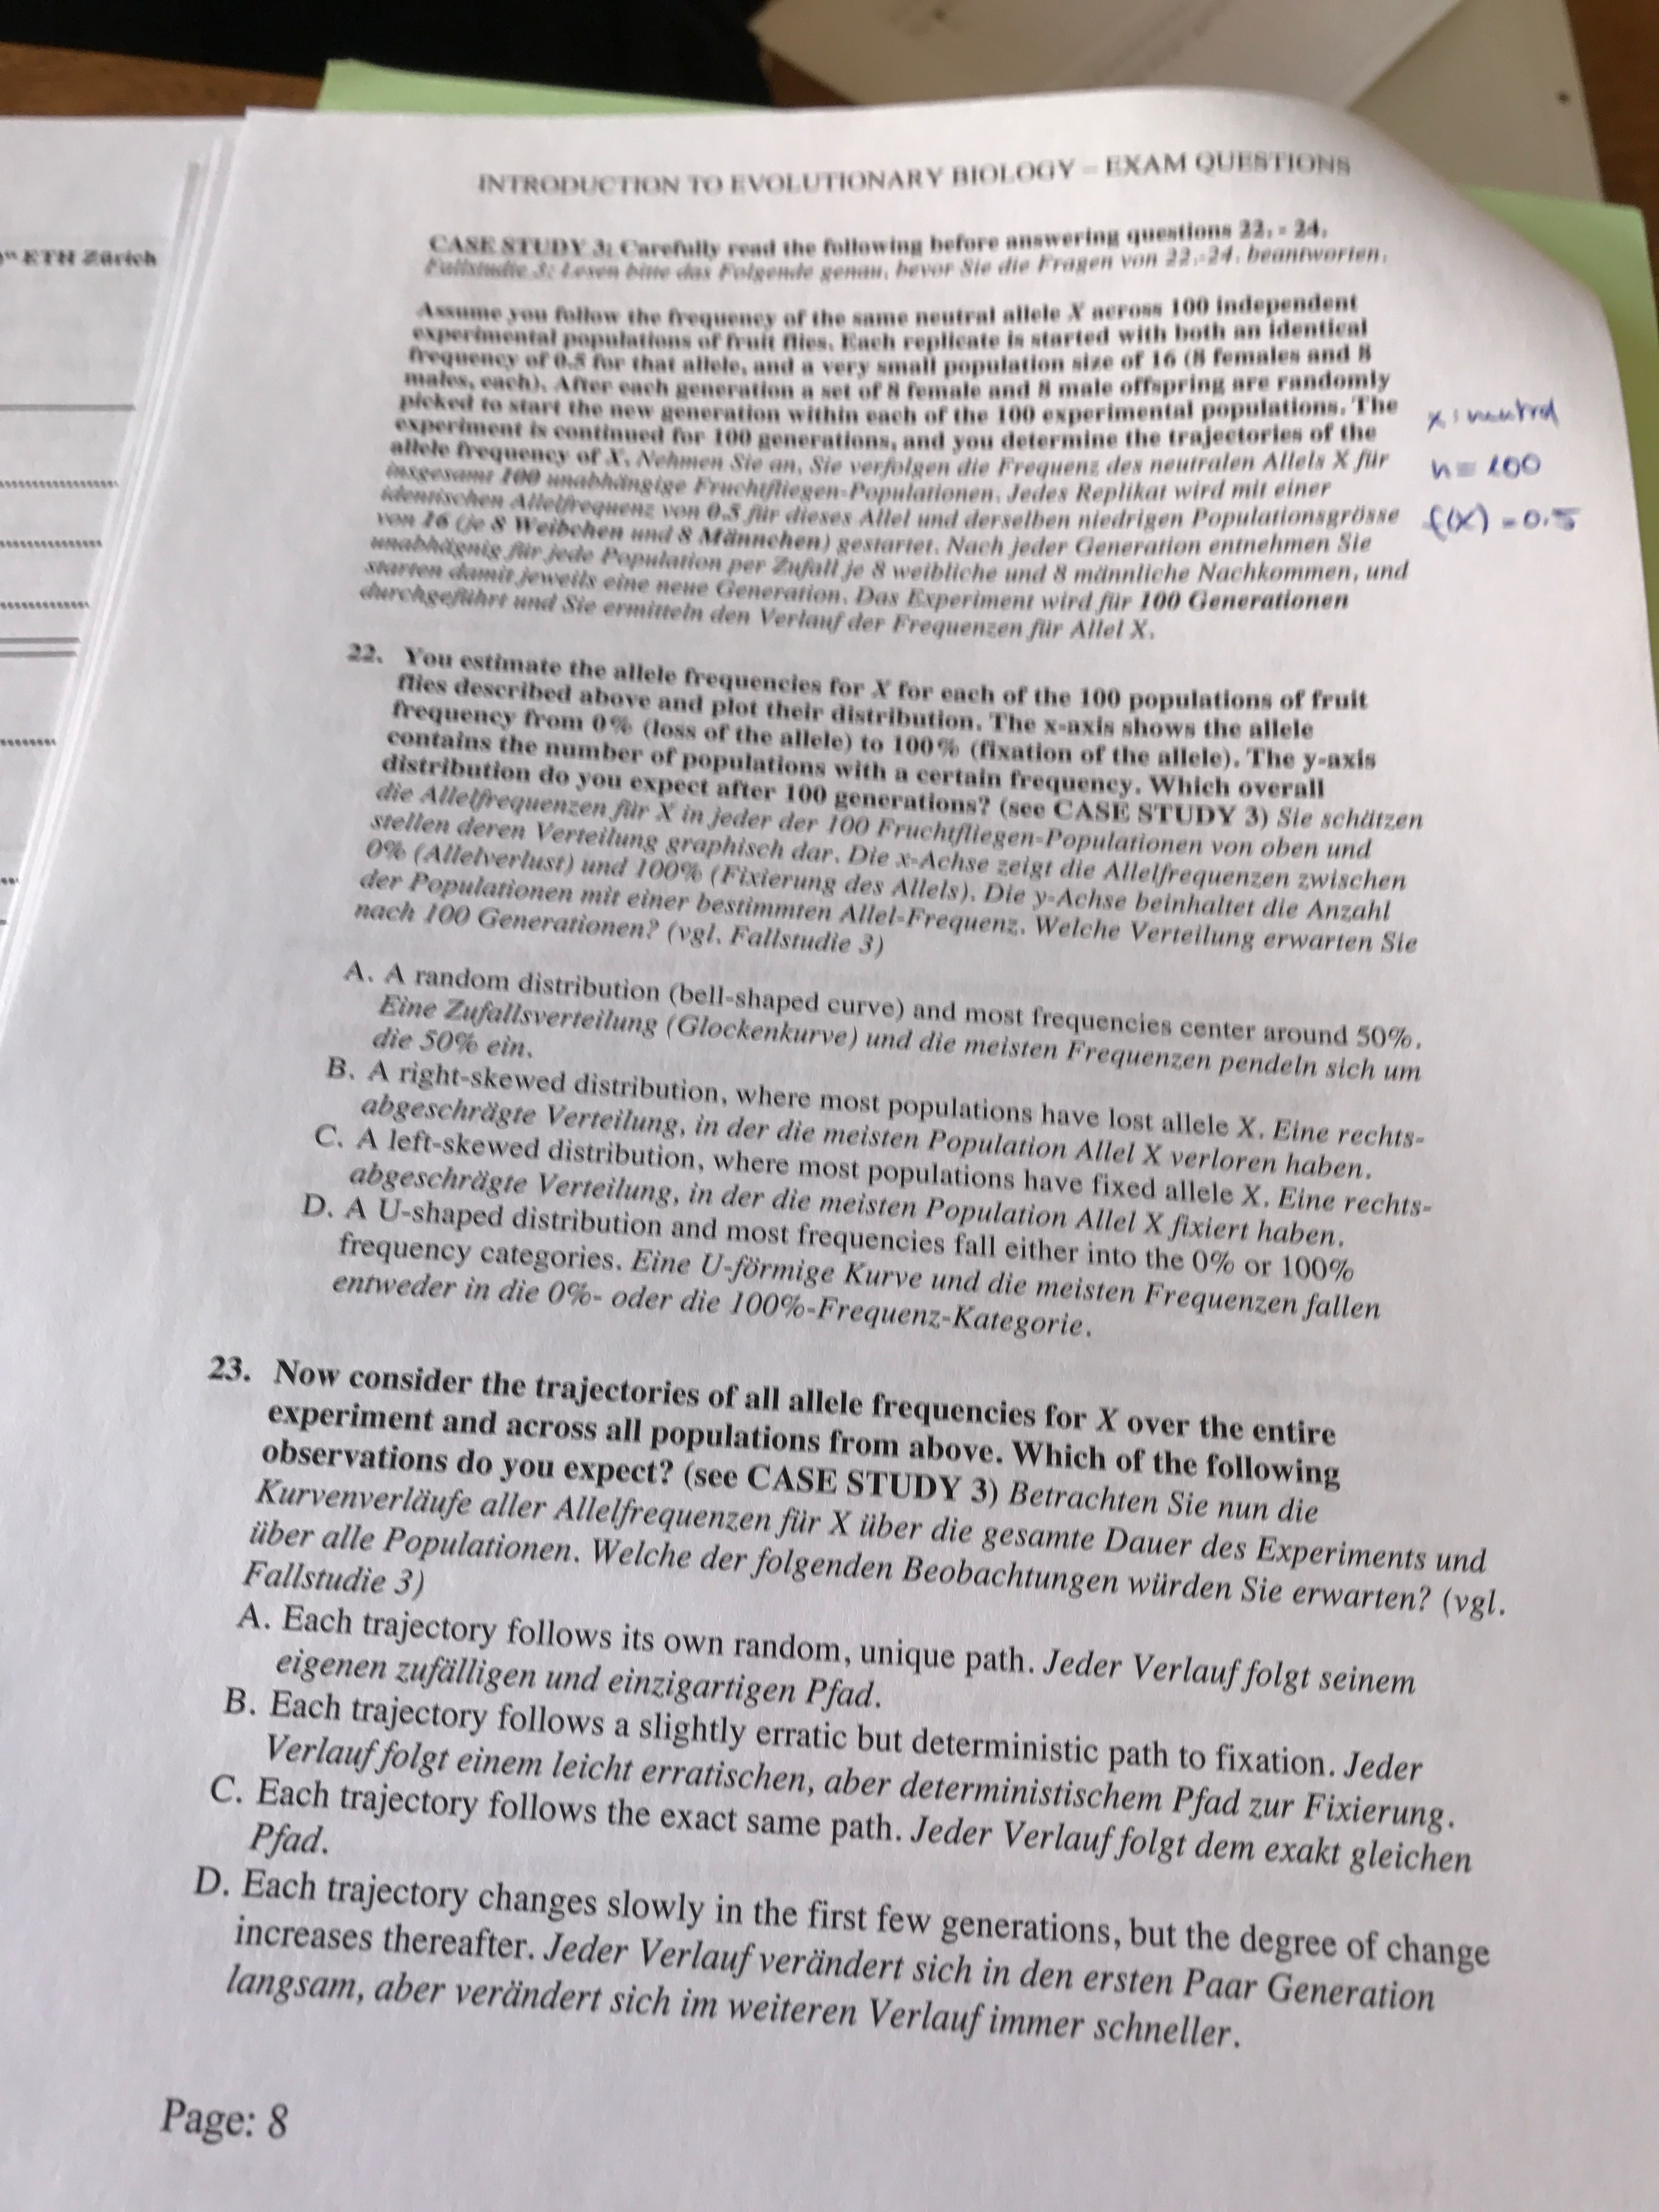 INTRODUCTION TO EVOLUTIONARY BIOLOGY – EXAM QUESTIONS
" ETH Zürich
CASE STUDY 3: Carefully read the following before answering questions 22. - 24.
Fallstudie 3: Lesen bitte das Folgende genau, bevor Sie die Fragen von 22.-24. beantworten.
Assume you follow the frequency of the same neutral allele X across 100 independent
experimental populations of fruit flies. Each replicate is started with both an identical
frequency of 0.5 for that allele, and a very small population size of 16 (8 females and 8
males, each). After each generation a set of 8 female and 8 male offspring are randomly
picked to start the new generation within each of the 100 experimental populations. The
experiment is continued for 100 generations, and you determine the trajectories of the
allele frequency of X. Nehmen Sie an, Sie verfolgen die Frequenz des neutralen Allels X für
insgesamt 100 unabhängige Fruchtfliegen-Populationen. Jedes Replikat wird mit einer
identischen Allelfrequenz von 0.5 für dieses Allel und derselben niedrigen Populationsgrösse
von 16 (je 8 Weibchen und 8 Männchen) gestartet. Nach jeder Generation entnehmen Sie
unabhägnig für jede Population per Zufall je 8 weibliche und 8 männliche Nachkommen, und
starten damit jeweils eine neue Generation. Das Experiment wird für 100 Generationen
durchgeführt und Sie ermitteln den Verlauf der Frequenzen für Allel X.
x: neutral
n = 100
f(x) = 0.5
22. You estimate the allele frequencies for X for each of the 100 populations of fruit
flies described above and plot their distribution. The x-axis shows the allele
frequency from 0% (loss of the allele) to 100% (fixation of the allele). The y-axis
contains the number of populations with a certain frequency. Which overall
distribution do you expect after 100 generations? (see CASE STUDY 3) Sie schätzen
die Allelfrequenzen für X in jeder der 100 Fruchtfliegen-Populationen von oben und
stellen deren Verteilung graphisch dar. Die x-Achse zeigt die Allelfrequenzen zwischen
0% (Allelverlust) und 100% (Fixierung des Allels). Die y-Achse beinhaltet die Anzahl
der Populationen mit einer bestimmten Allel-Frequenz. Welche Verteilung erwarten Sie
nach 100 Generationen? (vgl. Fallstudie 3)
A. A random distribution (bell-shaped curve) and most frequencies center around 50%.
Eine Zufallsverteilung (Glockenkurve) und die meisten Frequenzen pendeln sich um
die 50% ein.
B. A right-skewed distribution, where most populations have lost allele X. Eine rechts-
abgeschrägte Verteilung, in der die meisten Population Allel X verloren haben.
C. A left-skewed distribution, where most populations have fixed allele X. Eine rechts-
abgeschrägte Verteilung, in der die meisten Population Allel X fixiert haben.
D. A U-shaped distribution and most frequencies fall either into the 0% or 100%
frequency categories. Eine U-förmige Kurve und die meisten Frequenzen fallen
entweder in die 0%- oder die 100%-Frequenz-Kategorie.
23. Now consider the trajectories of all allele frequencies for X over the entire
experiment and across all populations from above. Which of the following
observations do you expect? (see CASE STUDY 3) Betrachten Sie nun die
Kurvenverläufe aller Allelfrequenzen für X über die gesamte Dauer des Experiments und
über alle Populationen. Welche der folgenden Beobachtungen würden Sie erwarten? (vgl.
Fallstudie 3)
A. Each trajectory follows its own random, unique path. Jeder Verlauf folgt seinem
eigenen zufälligen und einzigartigen Pfad.
B. Each trajectory follows a slightly erratic but deterministic path to fixation. Jeder
Verlauf folgt einem leicht erratischen, aber deterministischem Pfad zur Fixierung.
C. Each trajectory follows the exact same path. Jeder Verlauf folgt dem exakt gleichen
Pfad.
D. Each trajectory changes slowly in the first few generations, but the degree of change
increases thereafter. Jeder Verlauf verändert sich in den ersten Paar Generation
langsam, aber verändert sich im weiteren Verlauf immer schneller.
Page: 8